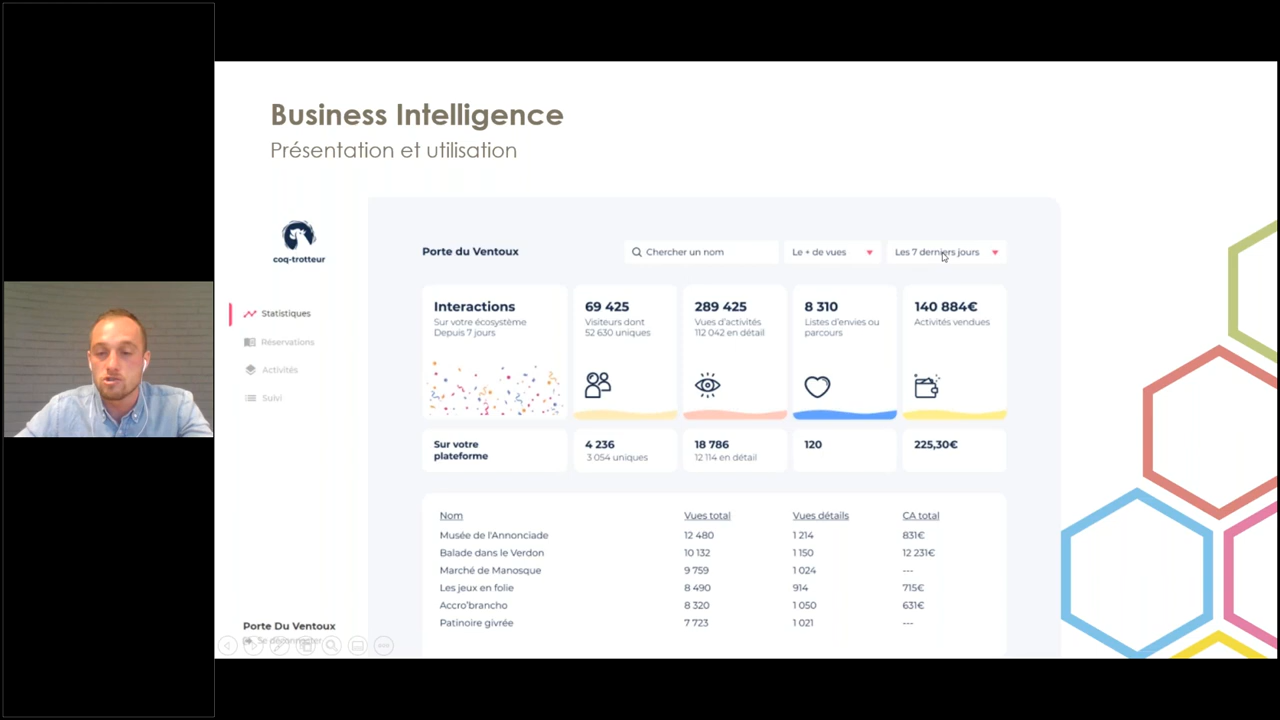 Business Intelligence
Présentation et utilisation
coq-trotteur
Porte du Ventoux
Chercher un nom
Le + de vues
Les 7 derniers jours
Statistiques
Réservations
Activités
Suivi
Interactions
Sur votre écosystème
Depuis 7 jours
69 425
Visiteurs dont
52 630 uniques
289 425
Vues d'activités
112 042 en détail
8 310
Listes d'envies ou
parcours
140 884€
Activités vendues
Sur votre
plateforme
4 236
3 054 uniques
18 786
12 114 en détail
120
225,30€
Nom Vues total Vues détails CA total
Musée de l'Annonciade 12 480 1 214 831€
Balade dans le Verdon 10 132 1 150 12 231€
Marché de Manosque 9 759 1 024 ---
Les jeux en folie 8 490 914 715€
Accro'brancho 8 320 1 050 631€
Patinoire givrée 7 723 1 021 ---
Porte Du Ventoux
Se déconnecter